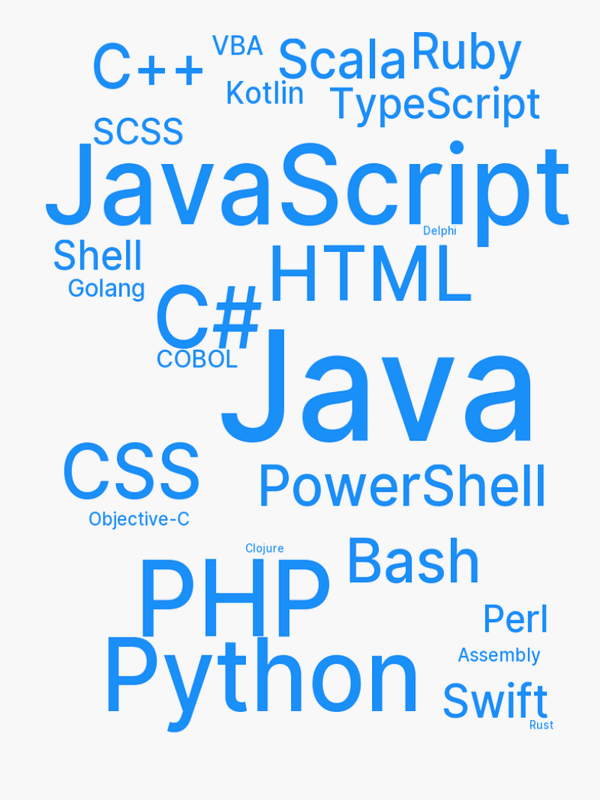 VBA
Ruby
C++
Scala
Kotlin
TypeScript
SCSS
JavaScript
Delphi
Shell
HTML
Golang
C#
COBOL
Java
CSS
PowerShell
Objective-C
Clojure
Bash
PHP
Perl
Assembly
Python
Swift
Rust